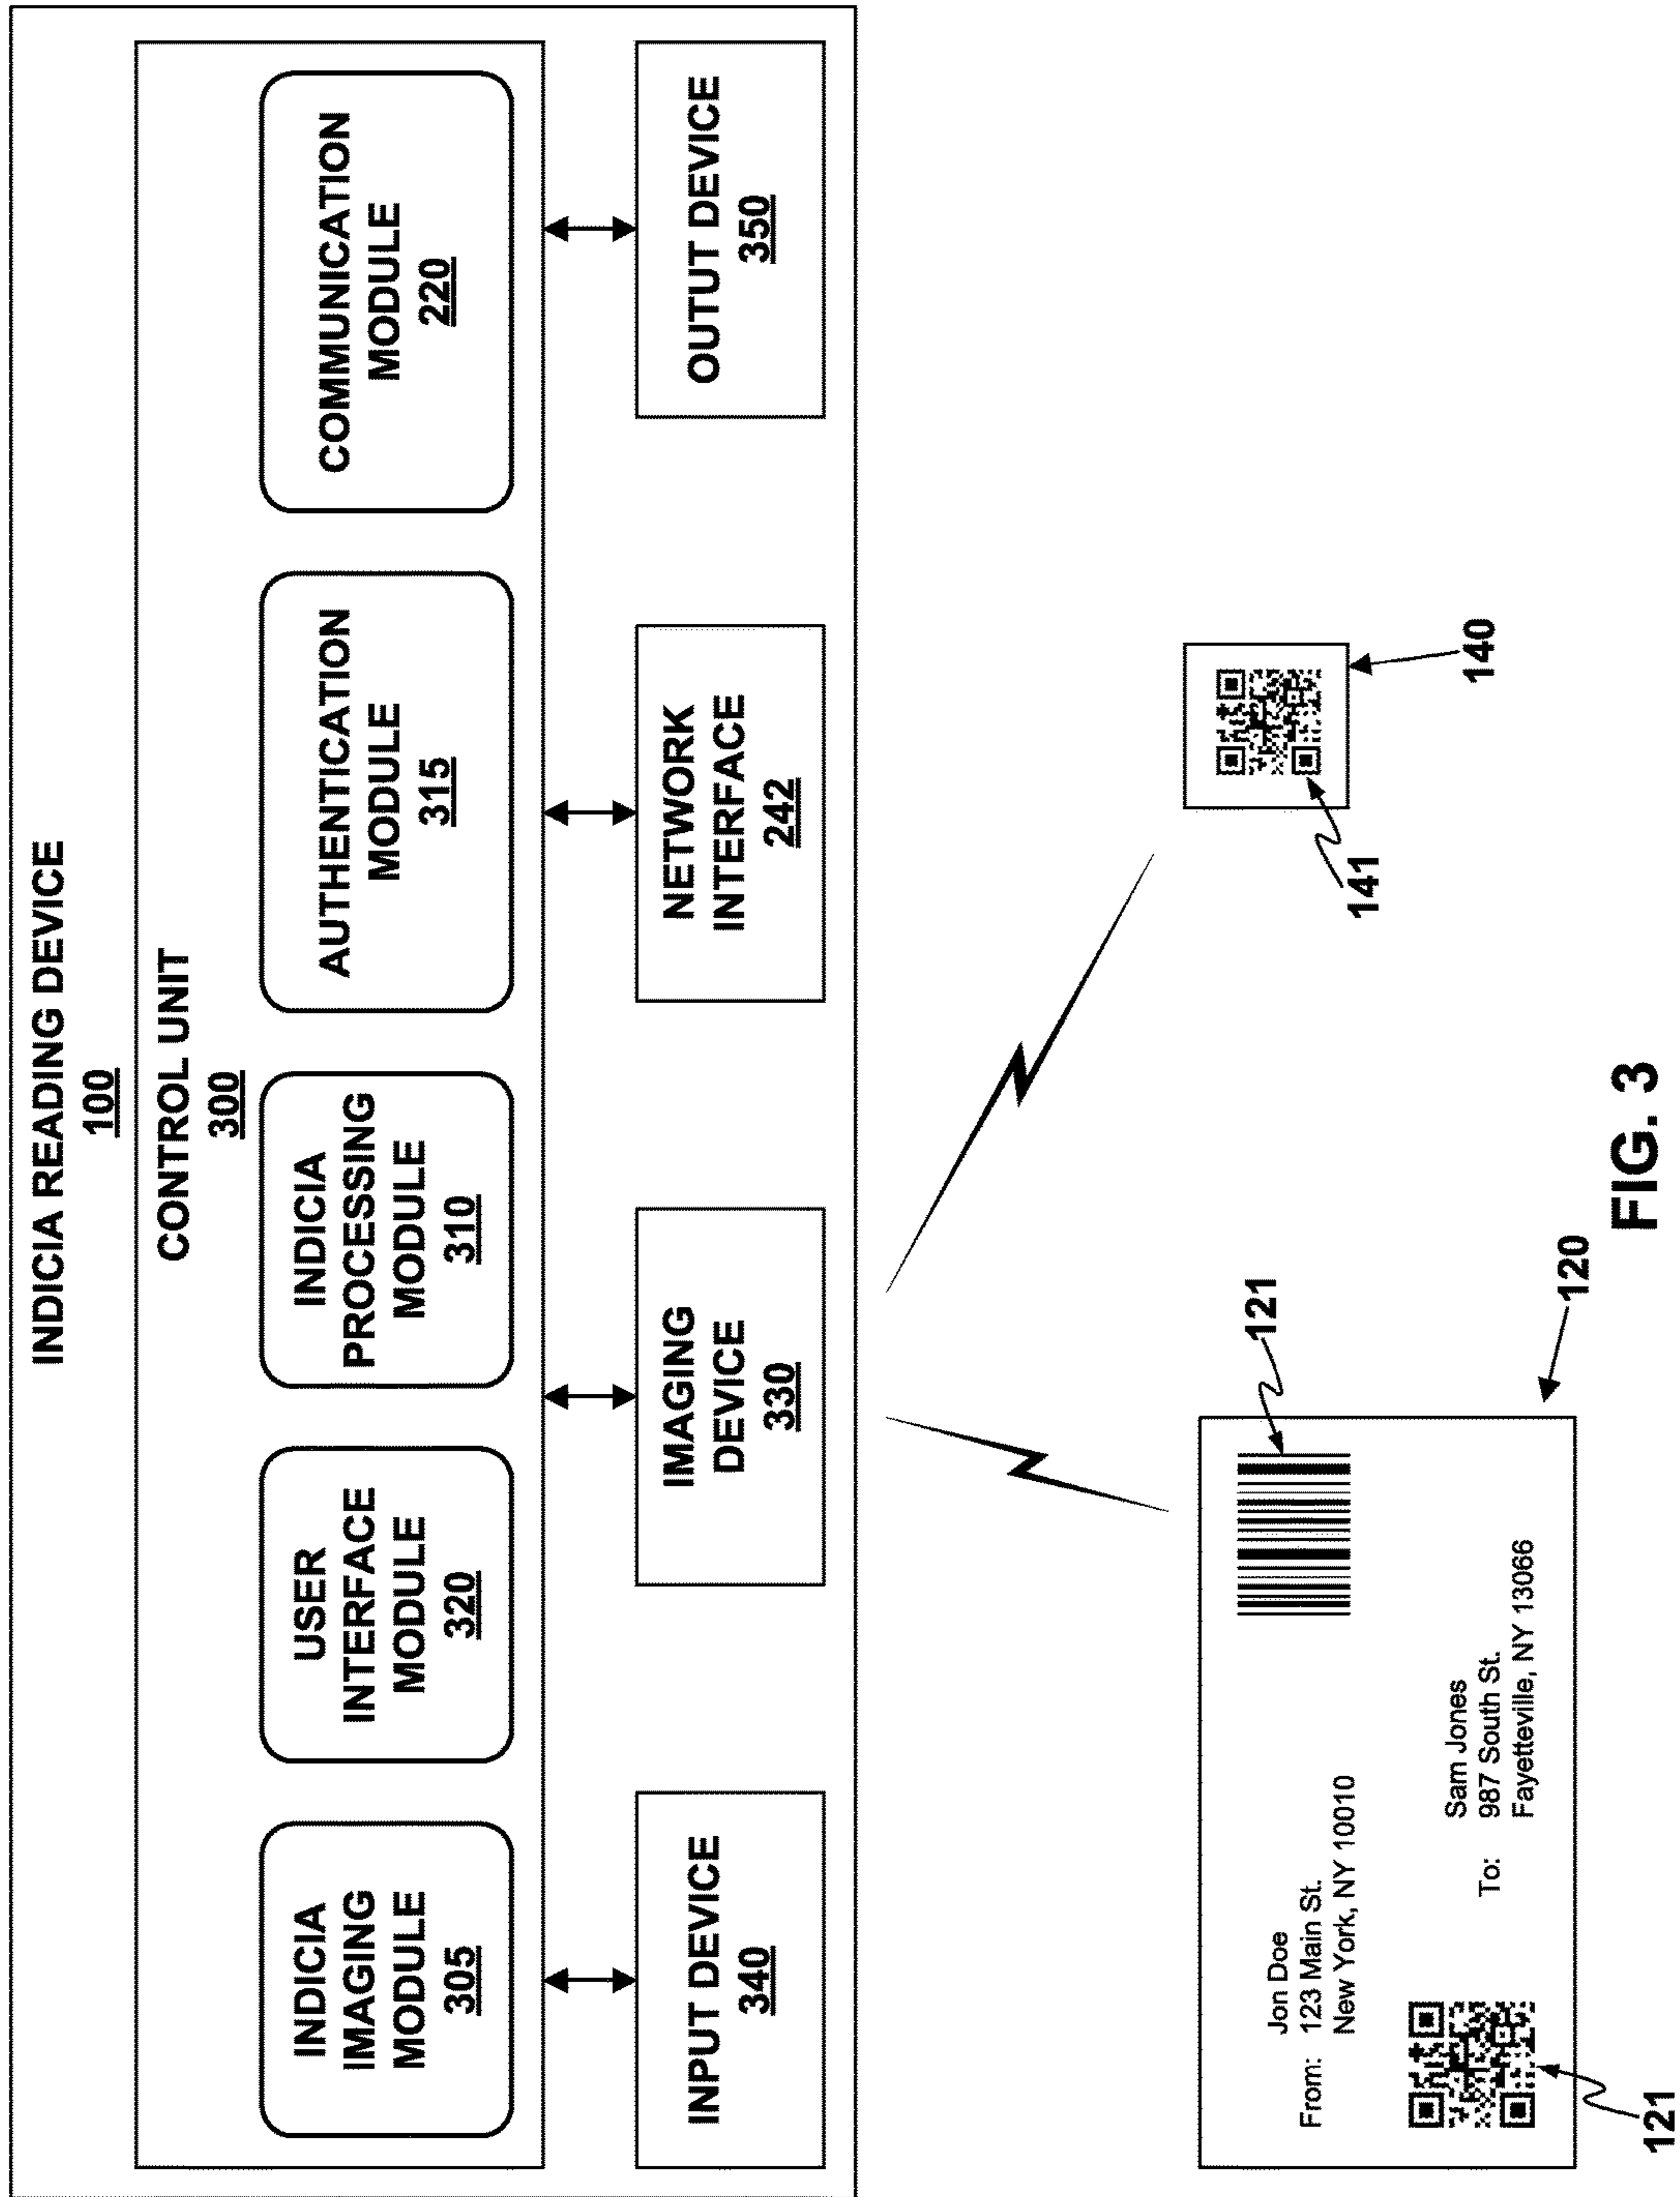 INDICIA READING DEVICE
100
CONTROL UNIT
300
INDICIA
IMAGING
MODULE
305
USER
INTERFACE
MODULE
320
INDICIA
PROCESSING
MODULE
310
AUTHENTICATION
MODULE
315
COMMUNICATION
MODULE
220
INPUT DEVICE
340
IMAGING
DEVICE
330
NETWORK
INTERFACE
242
OUTUT DEVICE
350
Jon Doe
From: 123 Main St.
New York, NY 10010
121
Sam Jones
To: 987 South St.
Fayetteville, NY 13066
121
120
141
140
FIG. 3